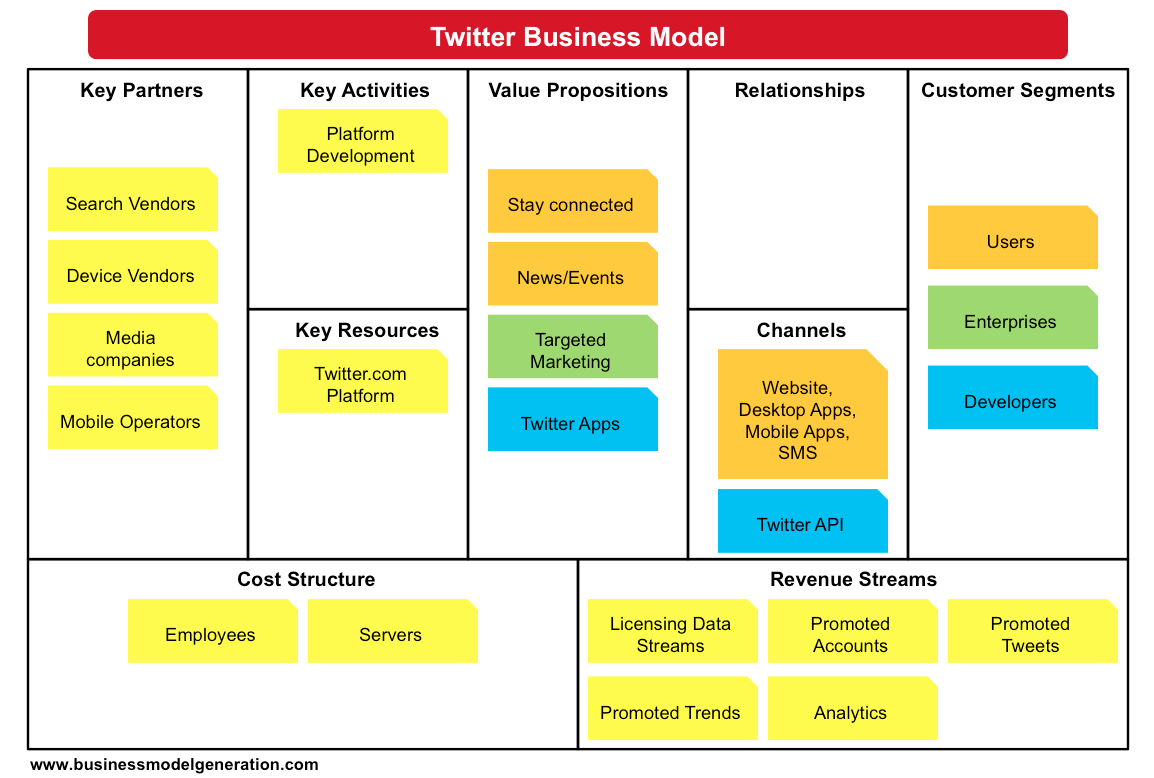 Twitter Business Model
Key Partners
Search Vendors
Device Vendors
Media
companies
Mobile Operators
Key Activities
Platform
Development
Key Resources
Twitter.com
Platform
Value Propositions
Stay connected
News/Events
Targeted
Marketing
Twitter Apps
Relationships
Channels
Website,
Desktop Apps,
Mobile Apps,
SMS
Twitter API
Customer Segments
Users
Enterprises
Developers
Cost Structure
Employees
Servers
Revenue Streams
Licensing Data
Streams
Promoted
Accounts
Promoted
Tweets
Promoted Trends
Analytics
www.businessmodelgeneration.com